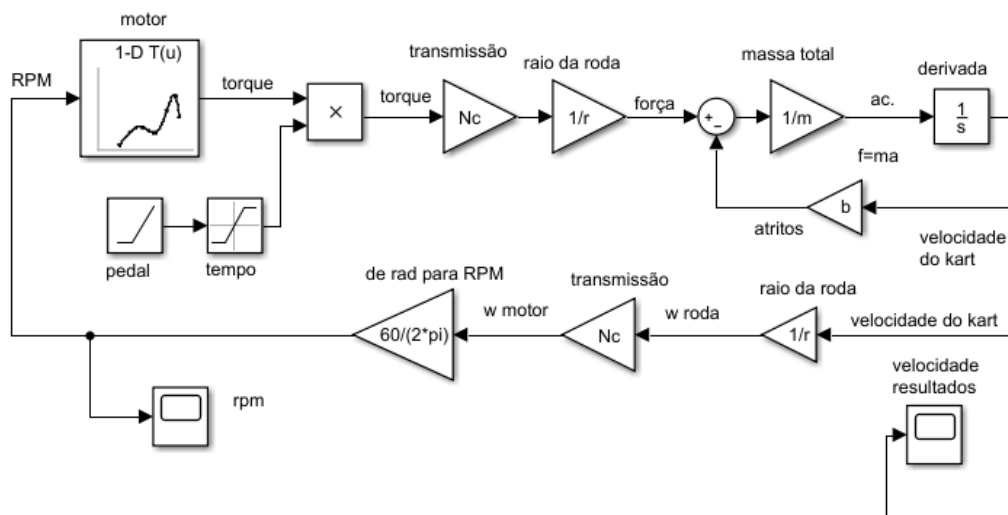 motor
1-D T(u)
RPM
torque
×
torque
transmissão
Nc
raio da roda
1/r
força
+
−
massa total
1/m
ac.
derivada
1
s
f=ma
b
atritos
velocidade
do kart
pedal
tempo
de rad para RPM
60/(2*pi)
w motor
transmissão
Nc
w roda
raio da roda
1/r
velocidade do kart
rpm
velocidade
resultados